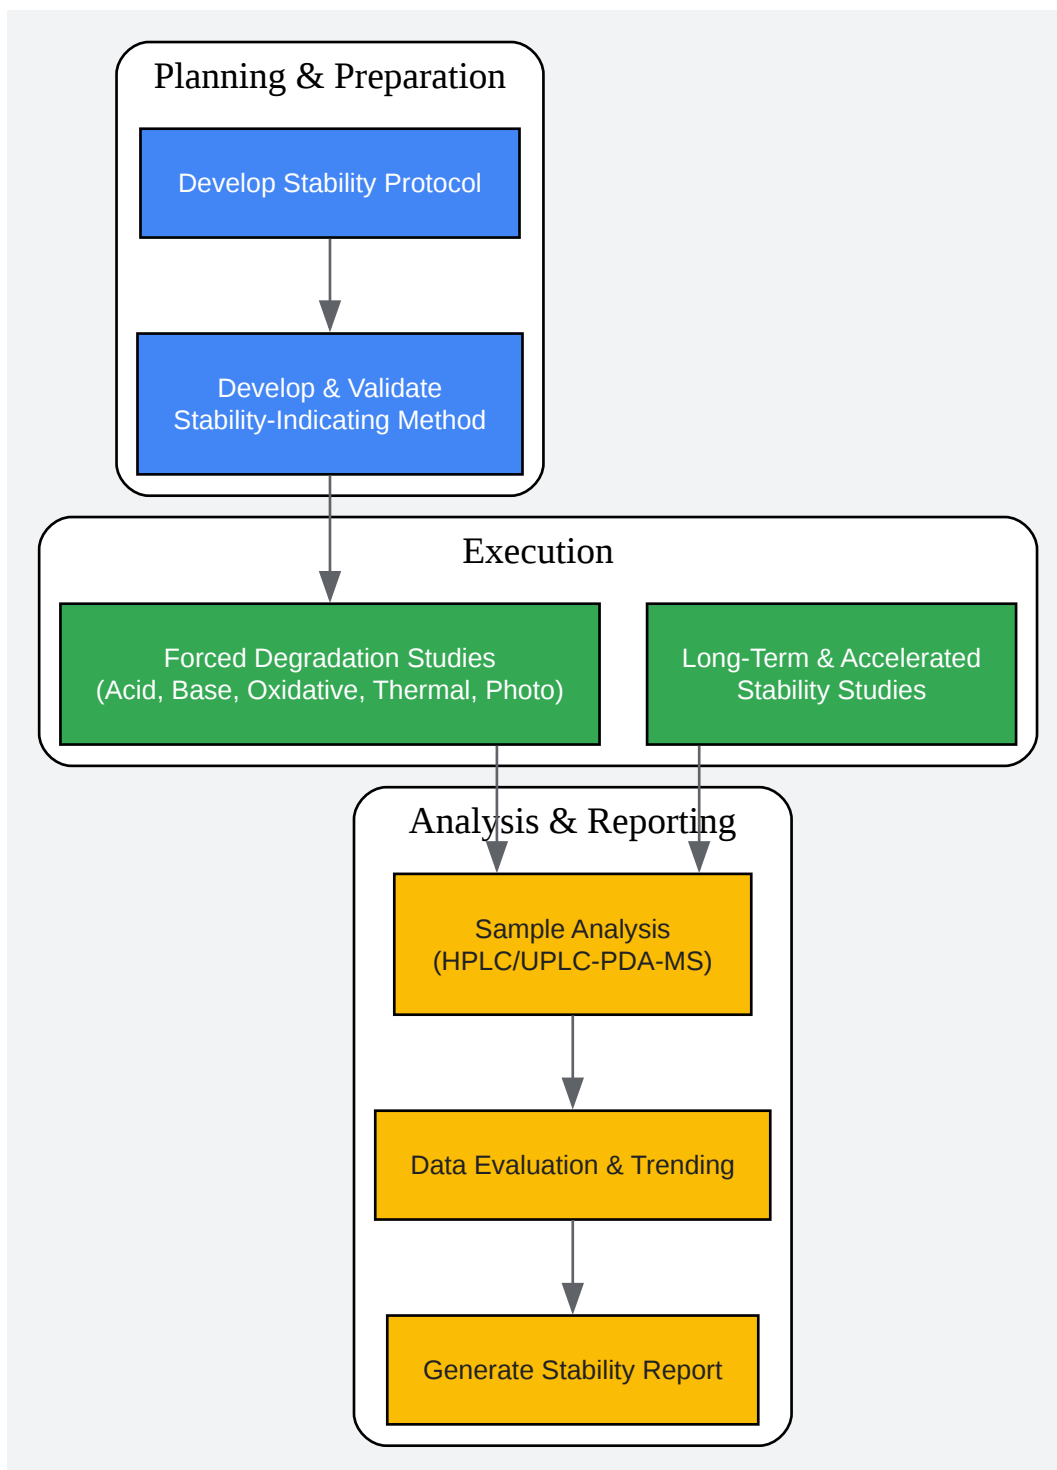 Planning & Preparation
Develop Stability Protocol
Develop & Validate
Stability-Indicating Method
Execution
Forced Degradation Studies
(Acid, Base, Oxidative, Thermal, Photo)
Long-Term & Accelerated
Stability Studies
Analysis & Reporting
Sample Analysis
(HPLC/UPLC-PDA-MS)
Data Evaluation & Trending
Generate Stability Report